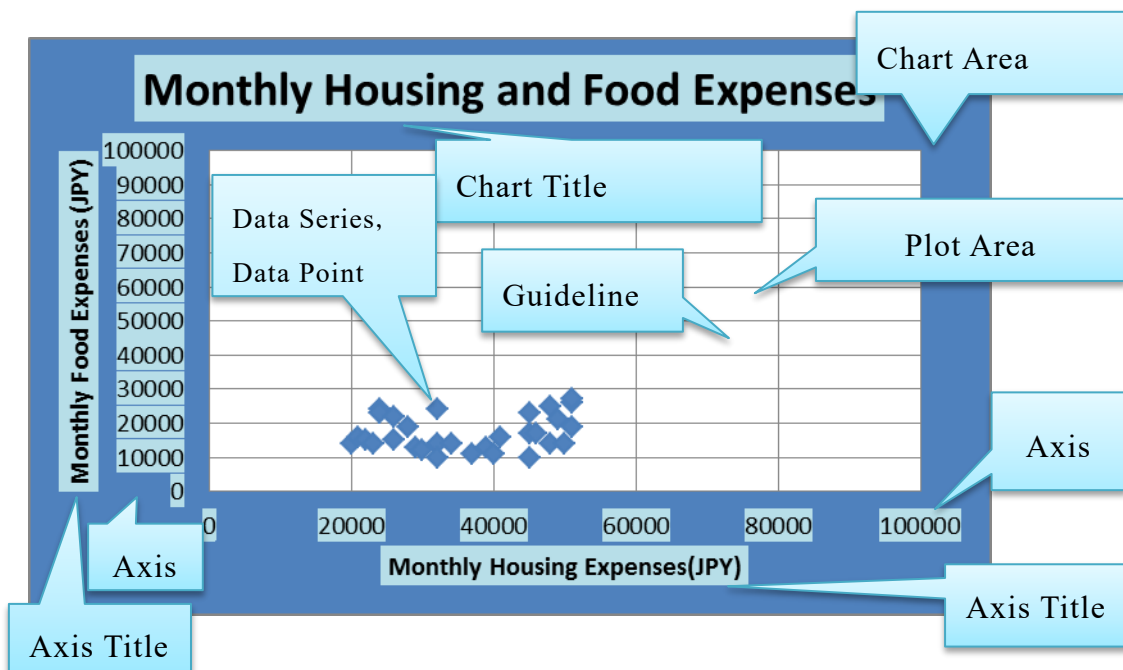 Chart Area
Monthly Housing and Food Expenses
Chart Title
Data Series,
Data Point
Plot Area
Guideline
Monthly Food Expenses (JPY)
100000
90000
80000
70000
60000
50000
40000
30000
20000
10000
0
Axis
0 20000 40000 60000 80000 100000
Axis
Monthly Housing Expenses(JPY)
Axis Title
Axis Title